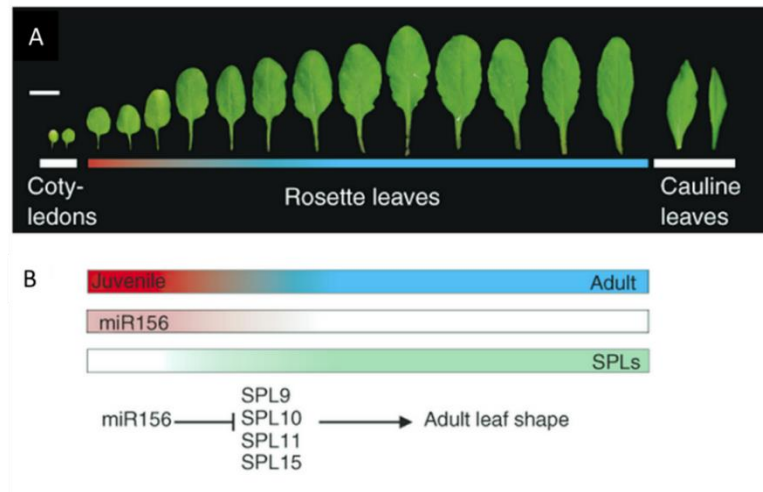 A
Coty-
ledons
Rosette leaves
Cauline
leaves
B
Juvenile
Adult
miR156
SPLs
SPL9
miR156
SPL10
Adult leaf shape
SPL11
SPL15